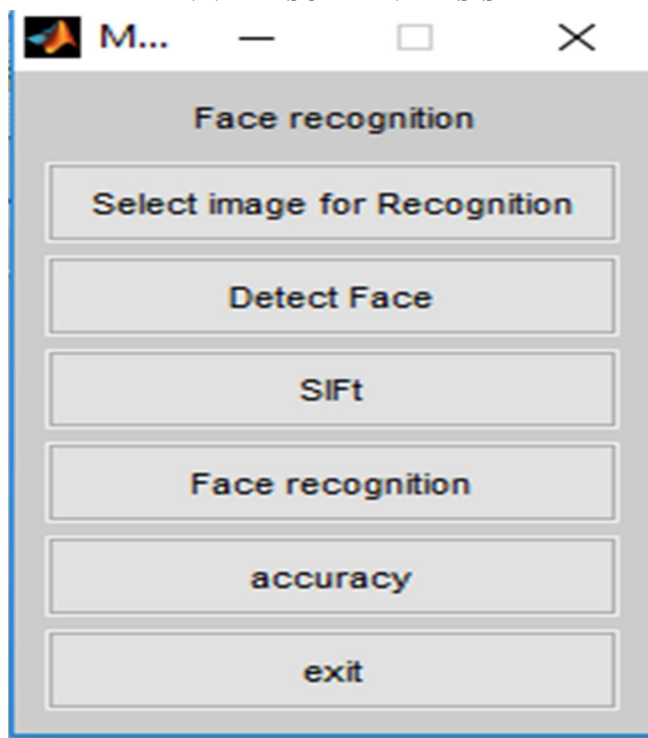 M...
Face recognition
Select image for Recognition
Detect Face
SIFt
Face recognition
accuracy
exit